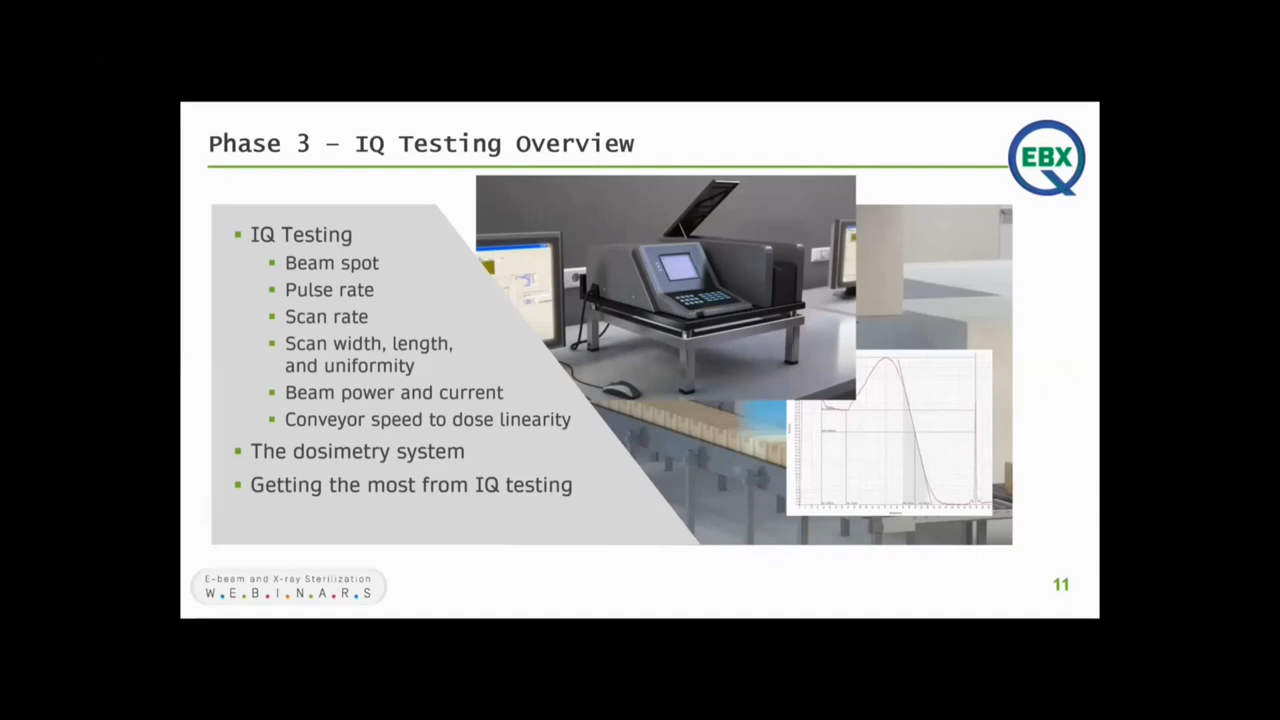 Phase 3 – IQ Testing Overview
EBX
IQ Testing
Beam spot
Pulse rate
Scan rate
Scan width, length,
and uniformity
Beam power and current
Conveyor speed to dose linearity
The dosimetry system
Getting the most from IQ testing
E-beam and X-ray Sterilization
W.E.B.I.N.A.R.S
11